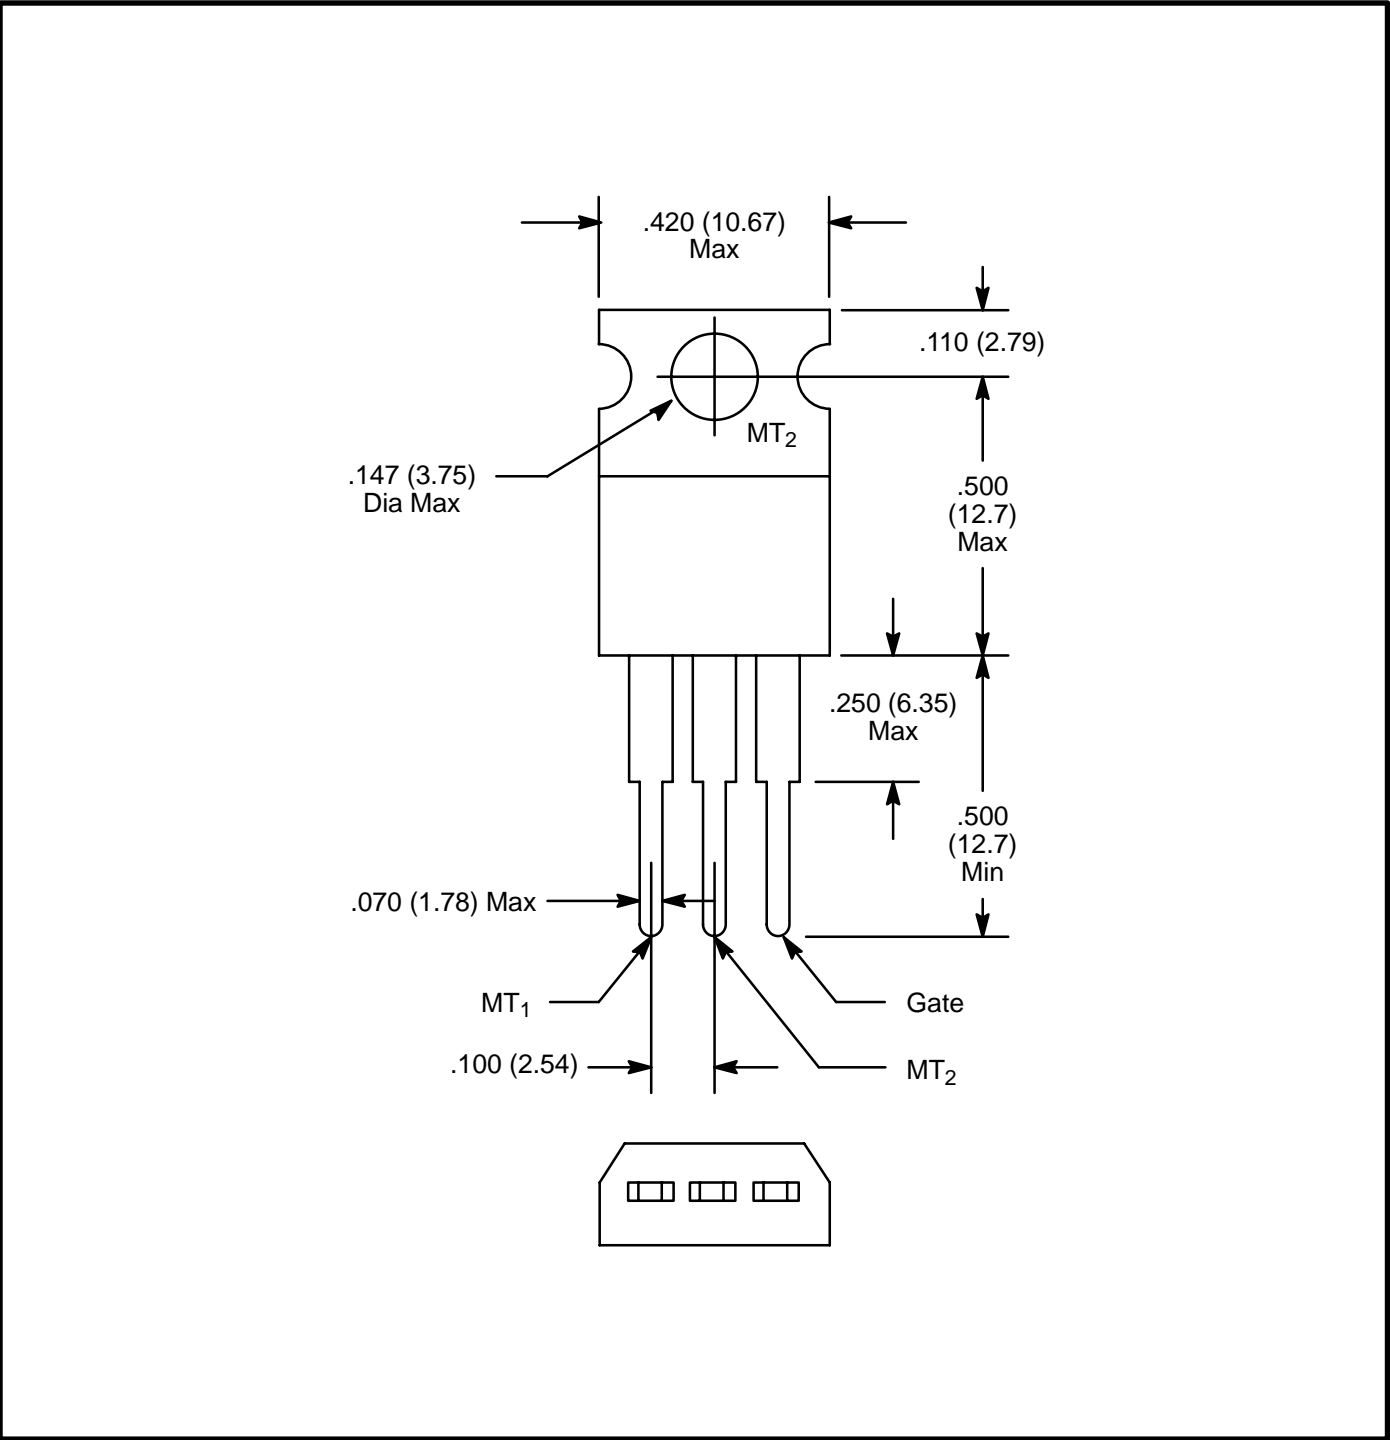 .420 (10.67)
Max
.110 (2.79)
MT2
.147 (3.75)
Dia Max
.500
(12.7)
Max
.250 (6.35)
Max
.500
(12.7)
Min
.070 (1.78) Max
MT1
Gate
.100 (2.54)
MT2